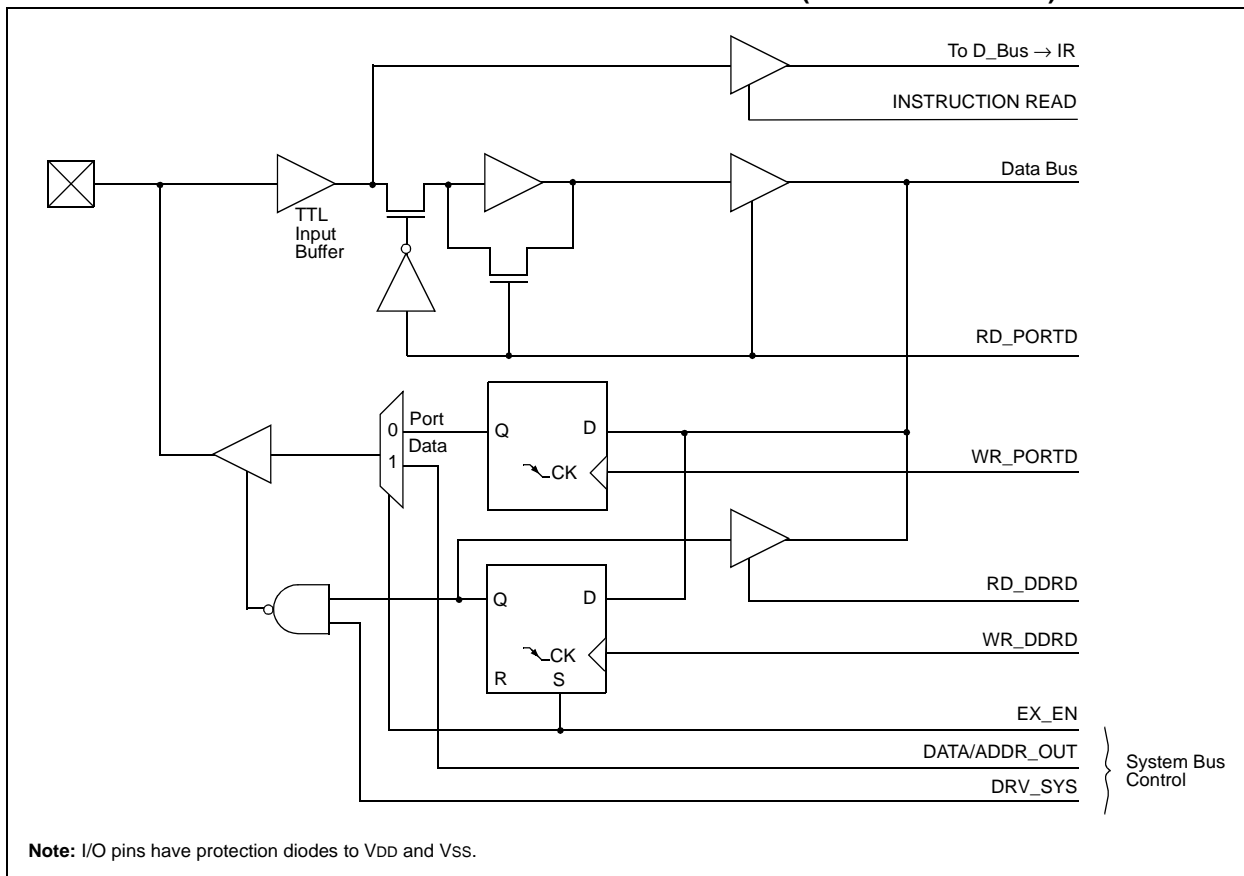 To D_Bus → IR
INSTRUCTION READ
Data Bus
TTL
Input
Buffer
RD_PORTD
0
Port
Data
1
Q
D
CK
WR_PORTD
Q
D
RD_DDRD
CK
WR_DDRD
R
S
EX_EN
DATA/ADDR_OUT
DRV_SYS
System Bus
Control
Note: I/O pins have protection diodes to VDD and VSS.